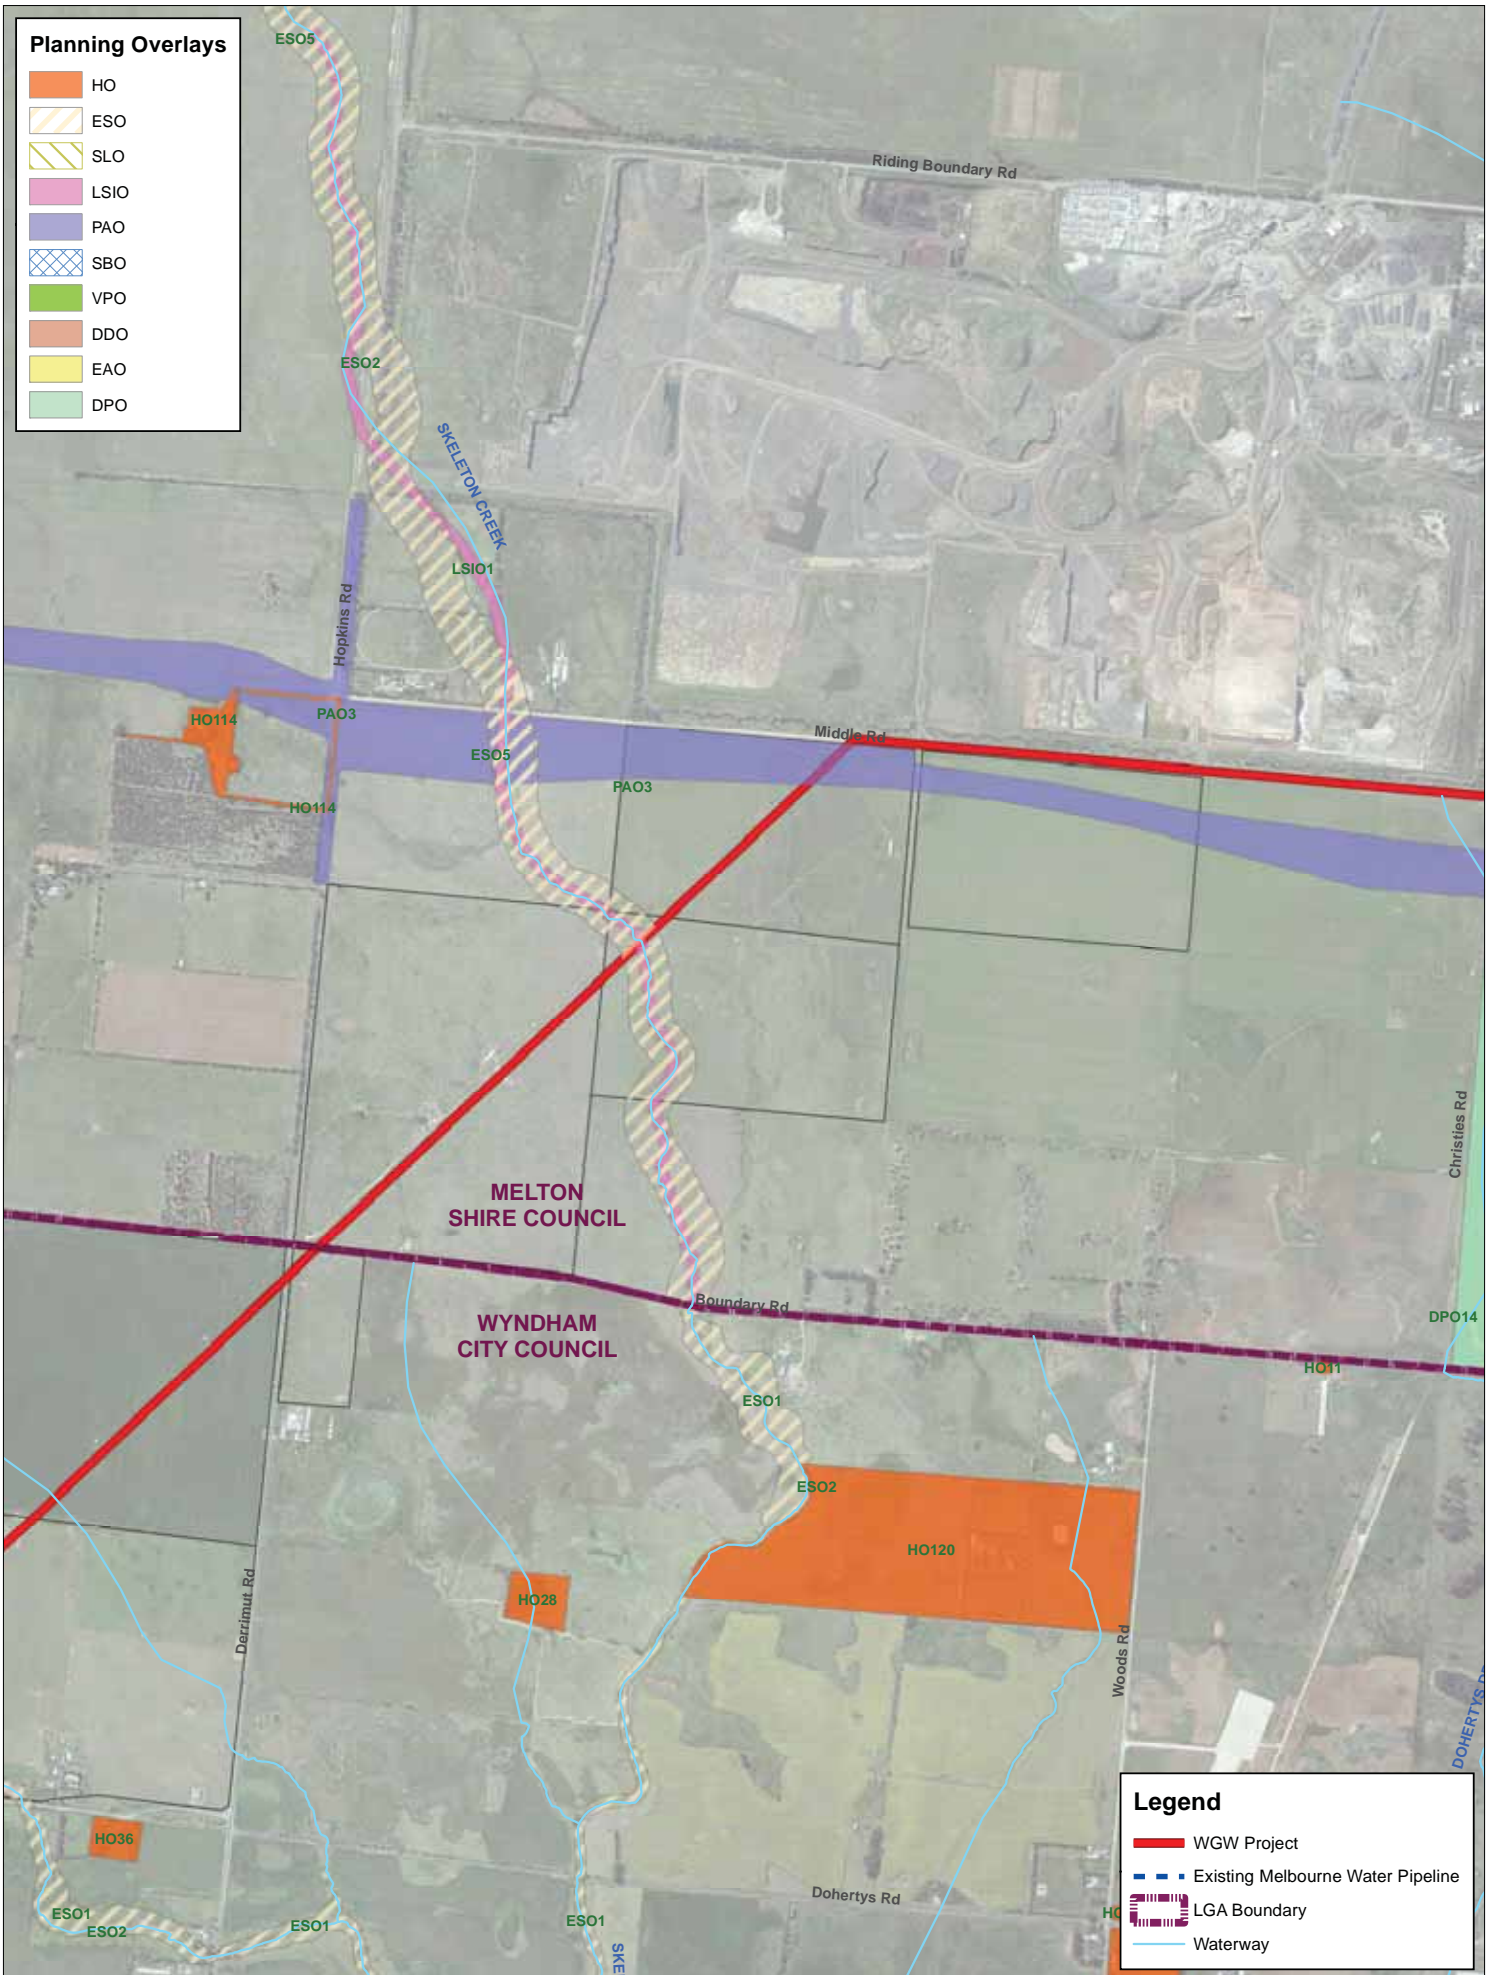 Planning Overlays
HO
ESO
SLO
LSIO
PAO
SBO
VPO
DDO
EAO
DPO
ESO5
Riding Boundary Rd
ESO2
SKELETON CREEK
LSIO1
Hopkins Rd
HO114
PAO3
Middle Rd
ESO5
PAO3
HO114
Christies Rd
MELTON
SHIRE COUNCIL
Boundary Rd
DPO14
WYNDHAM
CITY COUNCIL
HO11
ESO1
ESO2
HO120
HO28
Derrimut Rd
Woods Rd
HO36
Dohertys Rd
ESO1
ESO2
ESO1
ESO1
SKE
Legend
WGW Project
Existing Melbourne Water Pipeline
LGA Boundary
Waterway